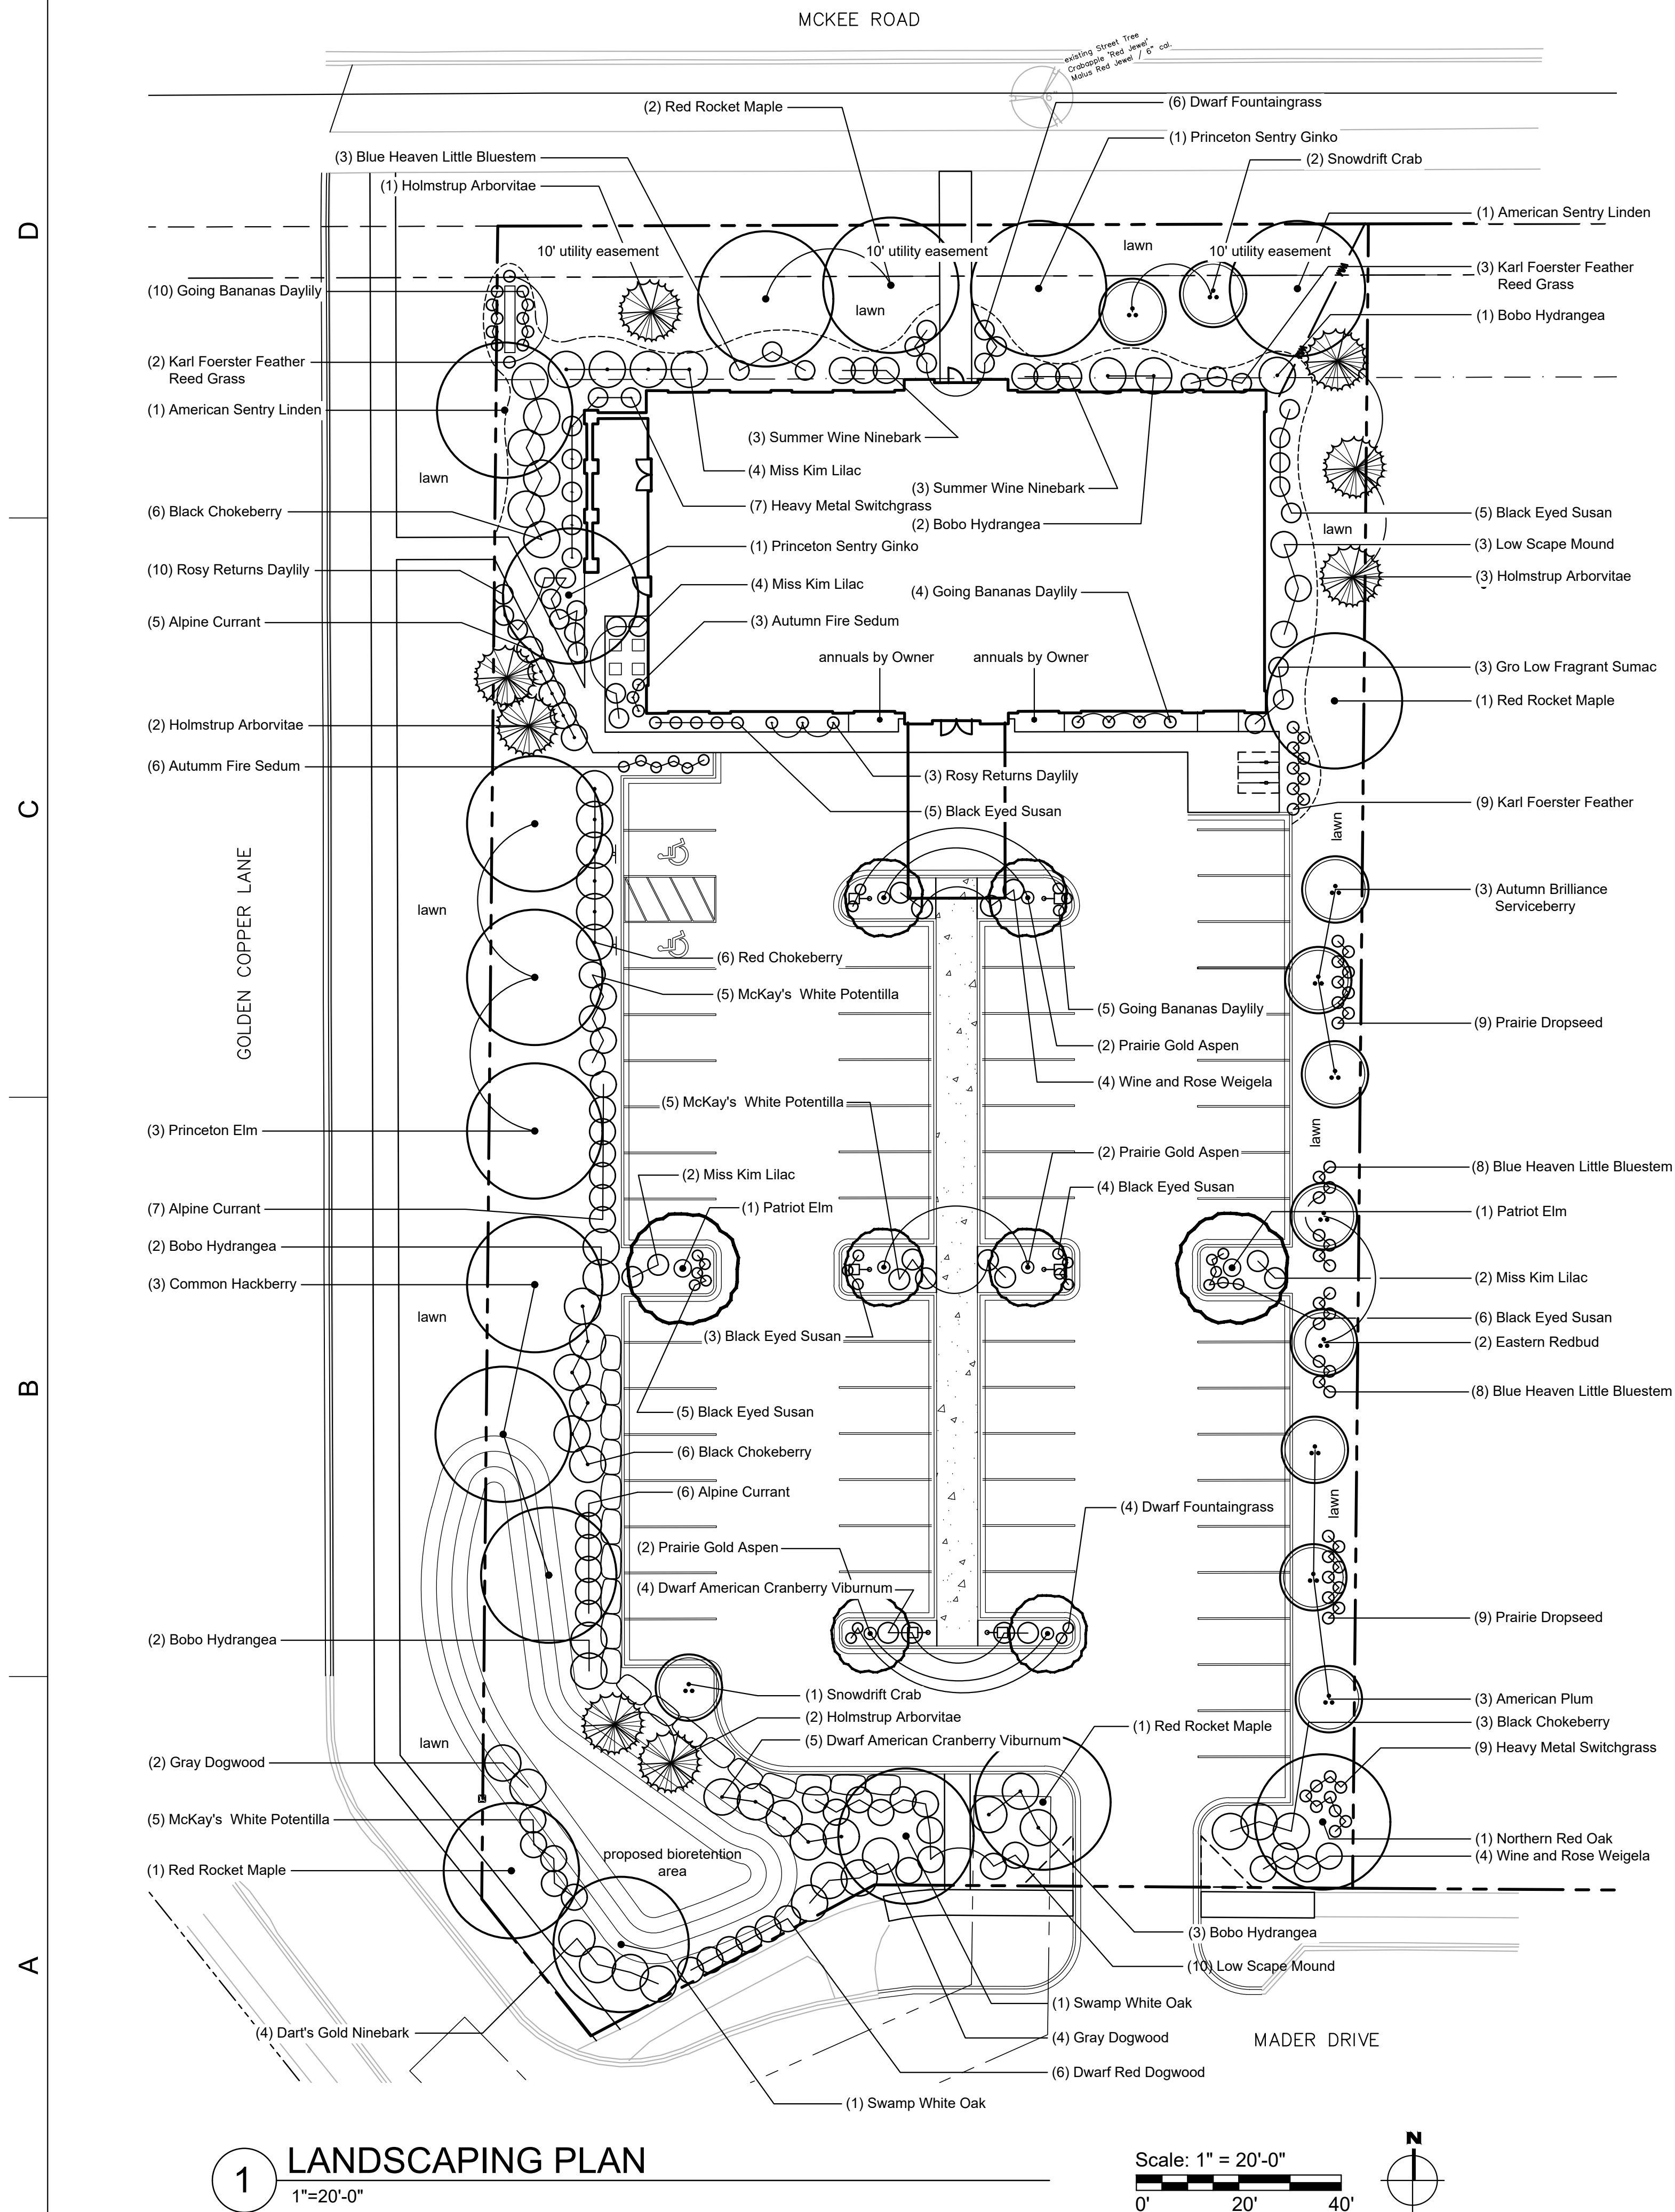 MCKEE ROAD
existing Street Tree
Crabapple 'Red Jewel'
Malus Red Jewel / 6" cal.
6"
(2) Red Rocket Maple
(6) Dwarf Fountaingrass
(1) Princeton Sentry Ginko
(3) Blue Heaven Little Bluestem
(2) Snowdrift Crab
(1) Holmstrup Arborvitae
(1) American Sentry Linden
D
10' utility easement
10' utility easement
lawn
10' utility easement
(3) Karl Foerster Feather
Reed Grass
(10) Going Bananas Daylily
lawn
(1) Bobo Hydrangea
(2) Karl Foerster Feather
Reed Grass
(1) American Sentry Linden
(3) Summer Wine Ninebark
lawn
(4) Miss Kim Lilac
(3) Summer Wine Ninebark
(7) Heavy Metal Switchgrass
(6) Black Chokeberry
(5) Black Eyed Susan
(2) Bobo Hydrangea
lawn
(1) Princeton Sentry Ginko
(3) Low Scape Mound
(10) Rosy Returns Daylily
(3) Holmstrup Arborvitae
(4) Miss Kim Lilac
(4) Going Bananas Daylily
(5) Alpine Currant
(3) Autumn Fire Sedum
annuals by Owner
annuals by Owner
(3) Gro Low Fragrant Sumac
(1) Red Rocket Maple
(2) Holmstrup Arborvitae
(6) Autumm Fire Sedum
(3) Rosy Returns Daylily
C
(5) Black Eyed Susan
(9) Karl Foerster Feather
lawn
GOLDEN COPPER LANE
lawn
(3) Autumn Brilliance
Serviceberry
(6) Red Chokeberry
(5) McKay's  White Potentilla
(5) Going Bananas Daylily
(9) Prairie Dropseed
(2) Prairie Gold Aspen
(4) Wine and Rose Weigela
(5) McKay's  White Potentilla
(3) Princeton Elm
lawn
(2) Prairie Gold Aspen
(2) Miss Kim Lilac
(8) Blue Heaven Little Bluestem
(4) Black Eyed Susan
(7) Alpine Currant
(1) Patriot Elm
(1) Patriot Elm
(2) Bobo Hydrangea
(3) Common Hackberry
(2) Miss Kim Lilac
lawn
(6) Black Eyed Susan
(3) Black Eyed Susan
(2) Eastern Redbud
B
(8) Blue Heaven Little Bluestem
(5) Black Eyed Susan
(6) Black Chokeberry
(6) Alpine Currant
(4) Dwarf Fountaingrass
lawn
(2) Prairie Gold Aspen
(4) Dwarf American Cranberry Viburnum
(9) Prairie Dropseed
(2) Bobo Hydrangea
(1) Snowdrift Crab
(3) American Plum
(2) Holmstrup Arborvitae
(1) Red Rocket Maple
(3) Black Chokeberry
lawn
(5) Dwarf American Cranberry Viburnum
(9) Heavy Metal Switchgrass
(2) Gray Dogwood
(5) McKay's  White Potentilla
(1) Northern Red Oak
proposed bioretention
area
(4) Wine and Rose Weigela
(1) Red Rocket Maple
(3) Bobo Hydrangea
A
(10) Low Scape Mound
(1) Swamp White Oak
(4) Dart's Gold Ninebark
(4) Gray Dogwood
MADER DRIVE
(6) Dwarf Red Dogwood
(1) Swamp White Oak
1
LANDSCAPING PLAN
1"=20'-0"
Scale: 1" = 20'-0"
0' 20' 40'
N